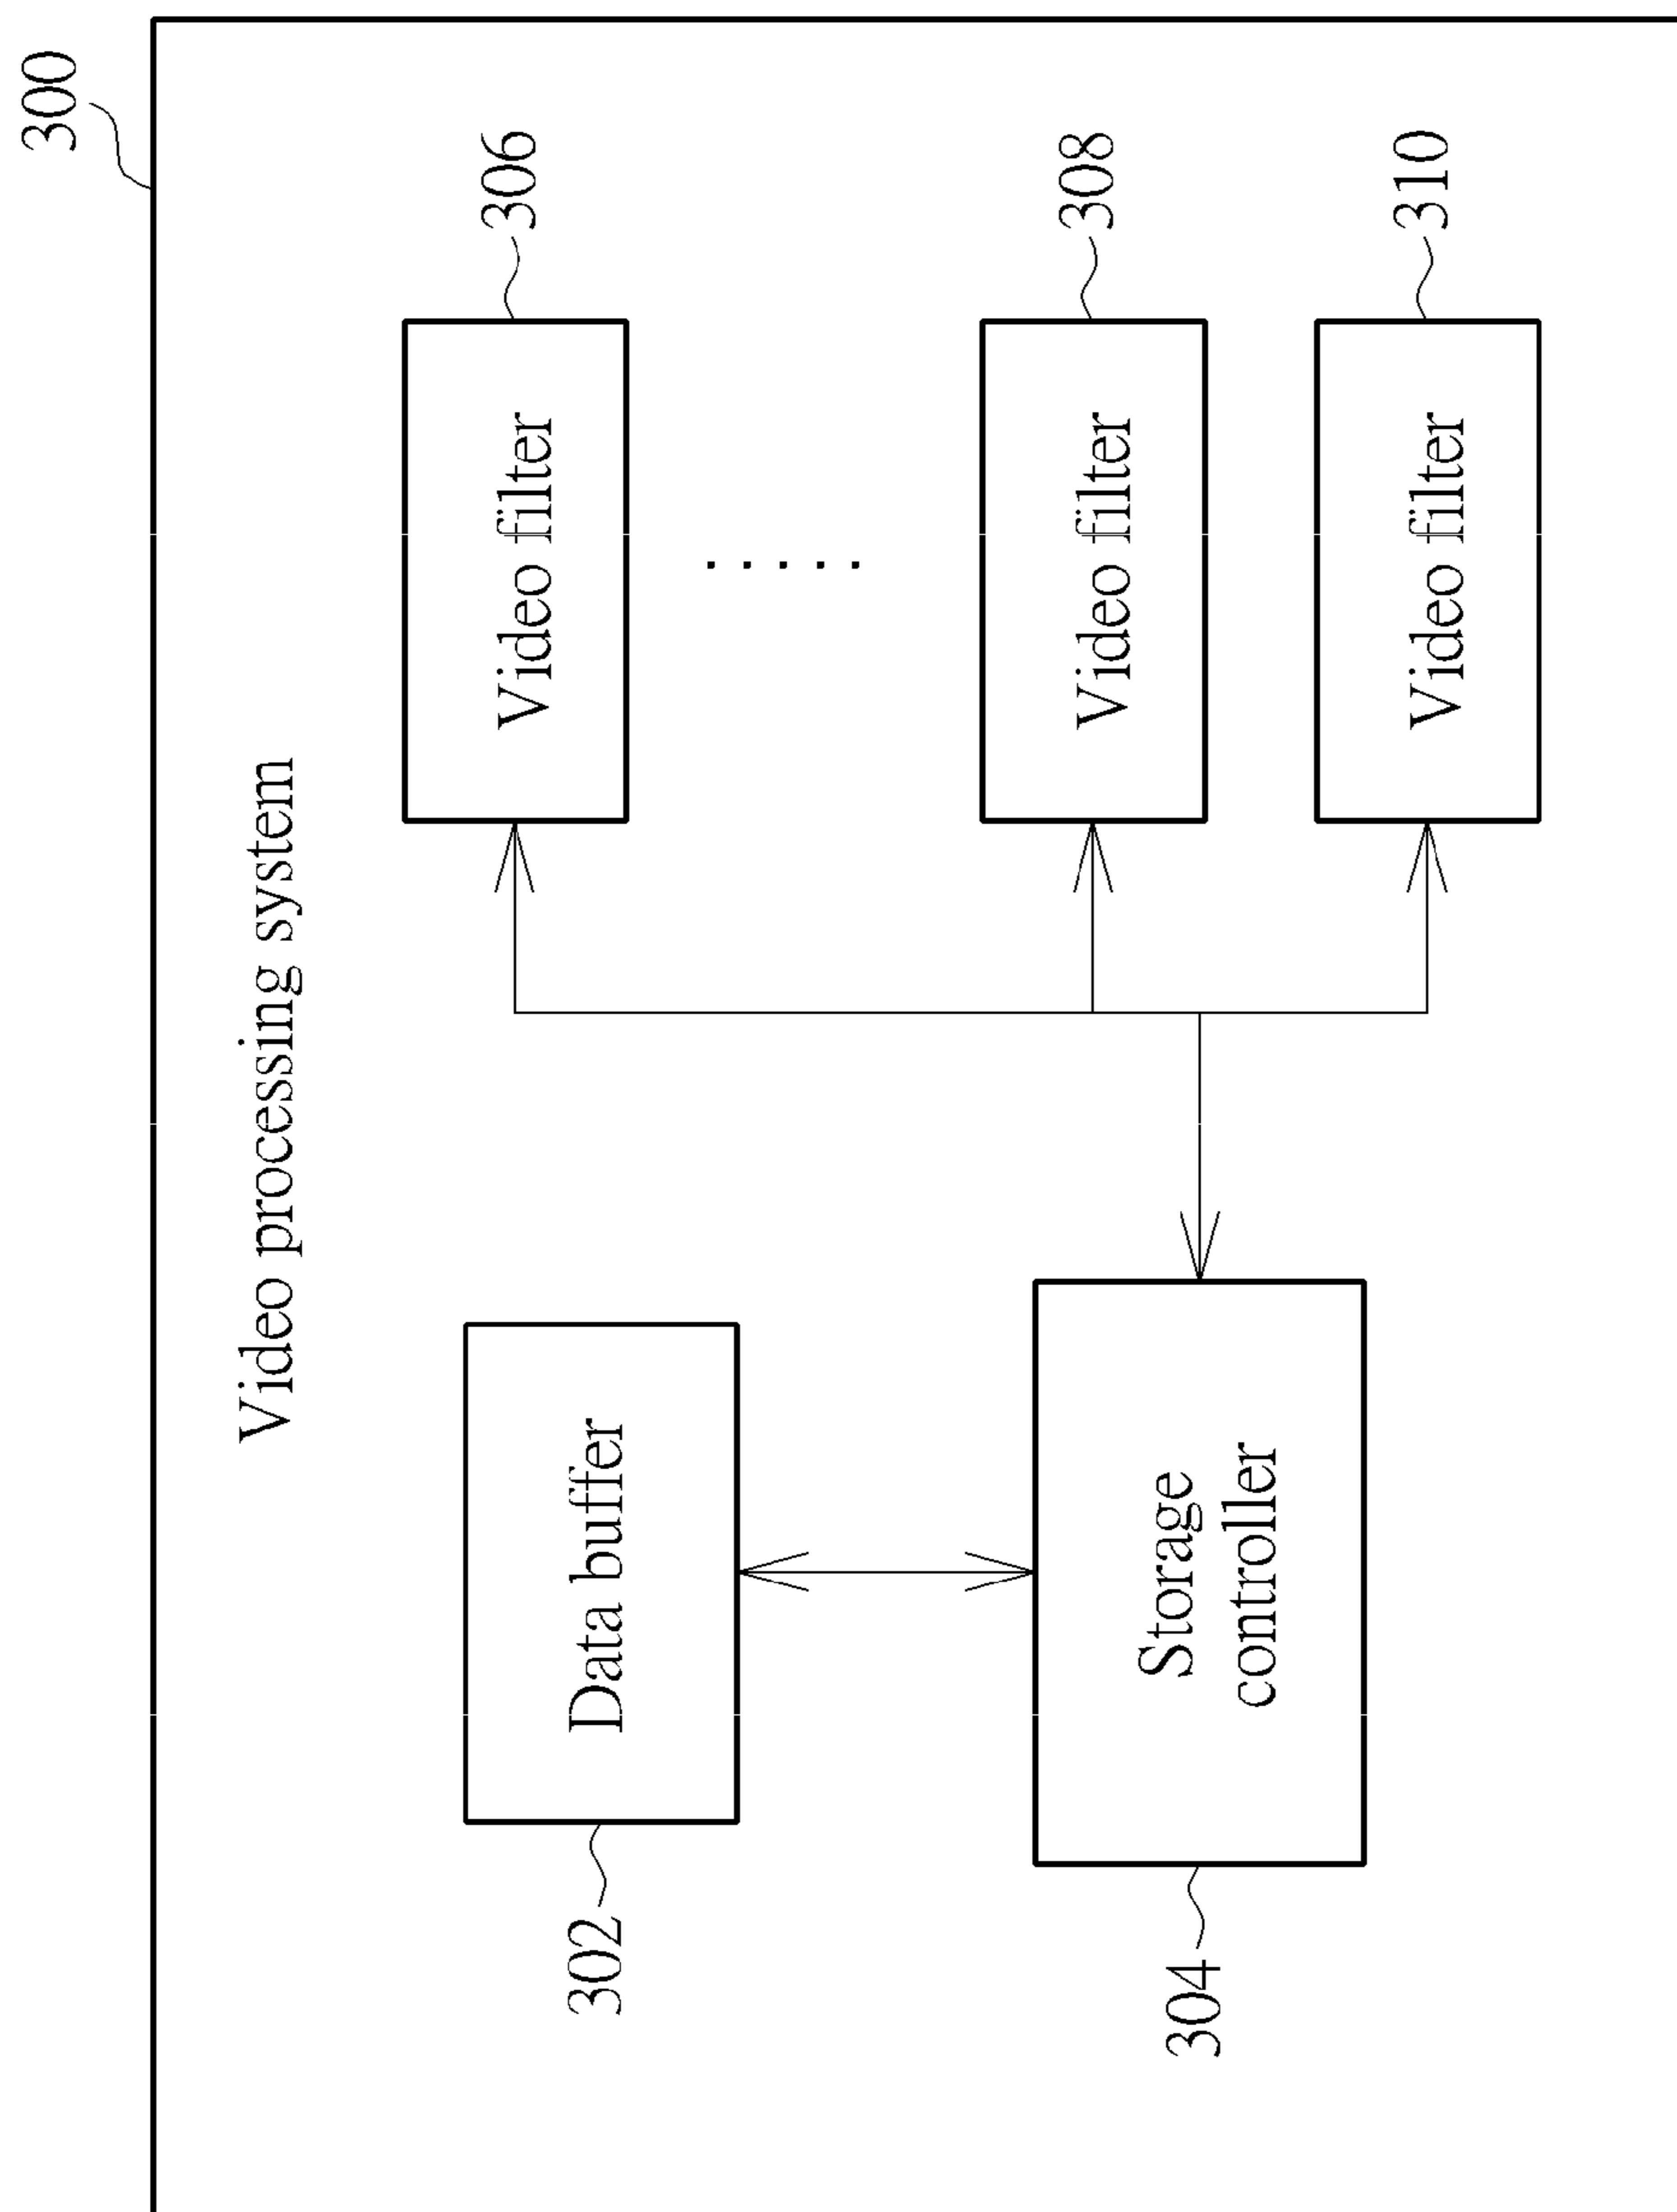 300
Video processing system
302
Data buffer
306
Video filter
.....
304
Storage
controller
308
Video filter
310
Video filter